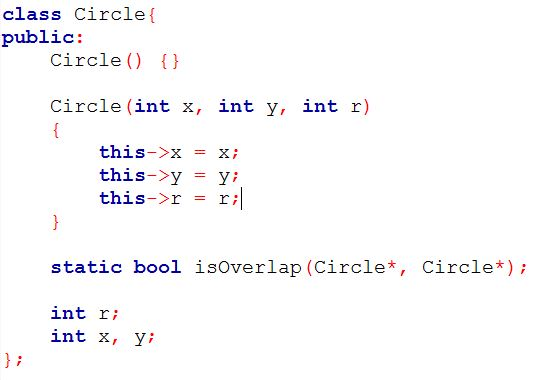 class Circle{
public:
    Circle() {}

    Circle(int x, int y, int r)
    {
        this->x = x;
        this->y = y;
        this->r = r;
    }

    static bool isOverlap(Circle*, Circle*);

    int r;
    int x, y;
};